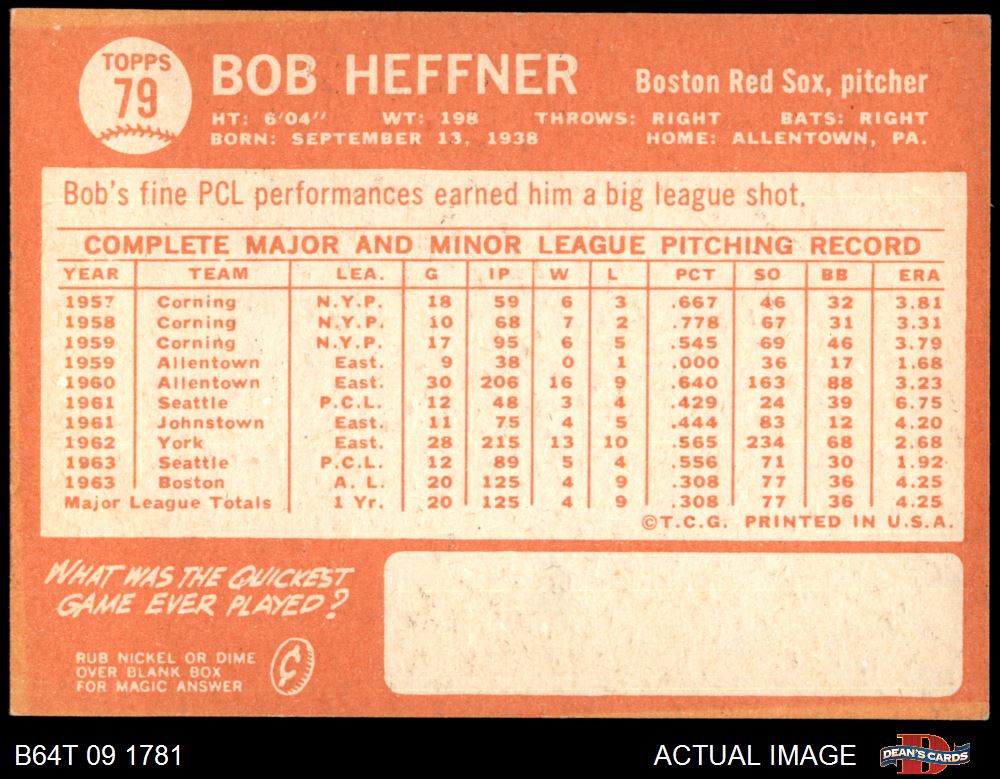 TOPPS
79
BOB HEFFNER Boston Red Sox, pitcher
HT: 6'04" WT: 198 THROWS: RIGHT BATS: RIGHT
BORN: SEPTEMBER 13, 1938 HOME: ALLENTOWN, PA.
Bob's fine PCL performances earned him a big league shot.
COMPLETE MAJOR AND MINOR LEAGUE PITCHING RECORD
YEAR TEAM LEA. G IP W L PCT SO BB ERA
1957 Corning N.Y.P. 18 59 6 3 .667 46 32 3.81
1958 Corning N.Y.P. 10 68 7 2 .778 67 31 3.31
1959 Corning N.Y.P. 17 95 6 5 .545 69 46 3.79
1959 Allentown East. 9 38 0 1 .000 36 17 1.68
1960 Allentown East. 30 206 16 9 .640 163 88 3.23
1961 Seattle P.C.L. 12 48 3 4 .429 24 39 6.75
1961 Johnstown East. 11 75 4 5 .444 83 12 4.20
1962 York East. 28 215 13 10 .565 234 68 2.68
1963 Seattle P.C.L. 12 89 5 4 .556 71 30 1.92
1963 Boston A. L. 20 125 4 9 .308 77 36 4.25
Major League Totals 1 Yr. 20 125 4 9 .308 77 36 4.25
©T.C.G. PRINTED IN U.S.A.
WHAT WAS THE QUICKEST
GAME EVER PLAYED?
RUB NICKEL OR DIME
OVER BLANK BOX
FOR MAGIC ANSWER
¢
B64T 09 1781 ACTUAL IMAGE DEAN'S CARDS